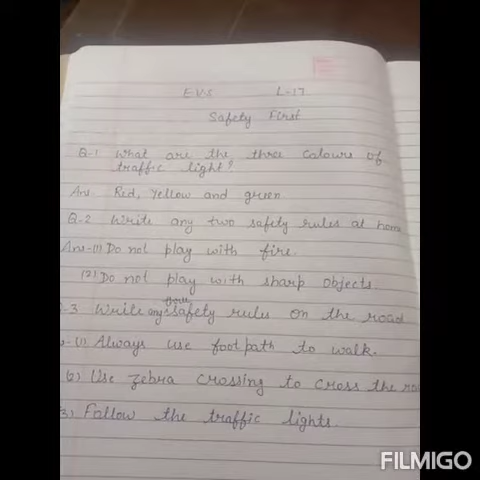 E.V.S L-17
Safety First
Q-1 What are the three Colours of
traffic light?
Ans Red, Yellow and green
Q.2 Write any two safety rules at home
Ans-(1) Do not play with fire.
(2) Do not play with sharp objects
-3 Write any three safety rules on the road
-(1) Always use footpath to walk.
(2) Use zebra crossing to cross the
3) Follow the traffic lights.
FILMIGO